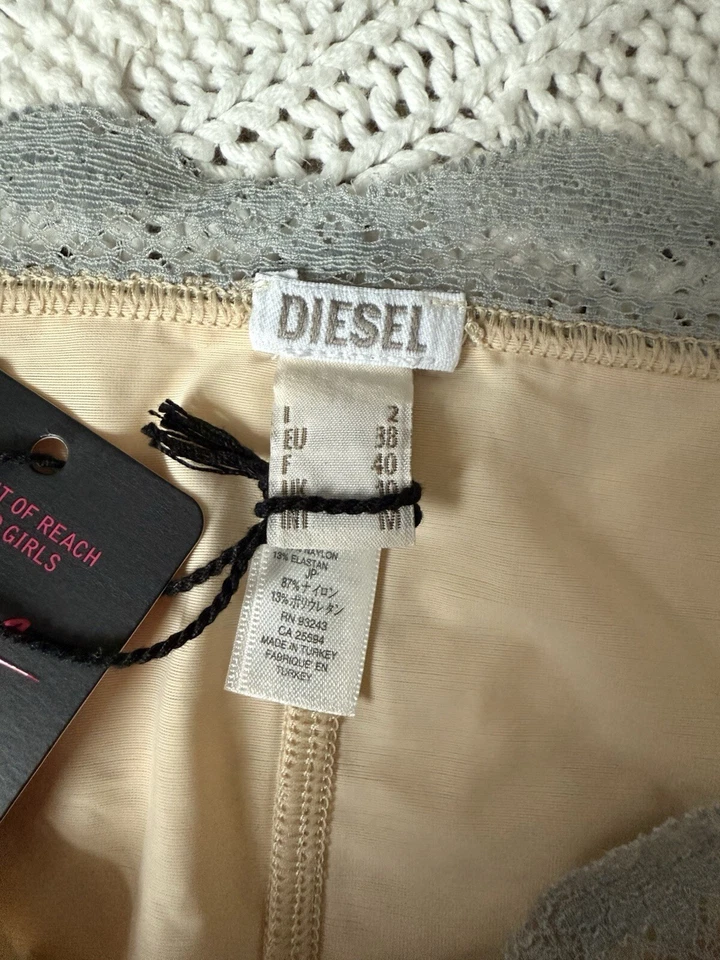 DIESEL
I 2
EU 38
F 40
INT M
NAYLON
13% ELASTAN
JP
87% ナイロン
13% ポリウレタン
RN 93243
CA 25594
MADE IN TURKEY
FABRIQUE EN
TURKEY
OF REACH
GIRLS